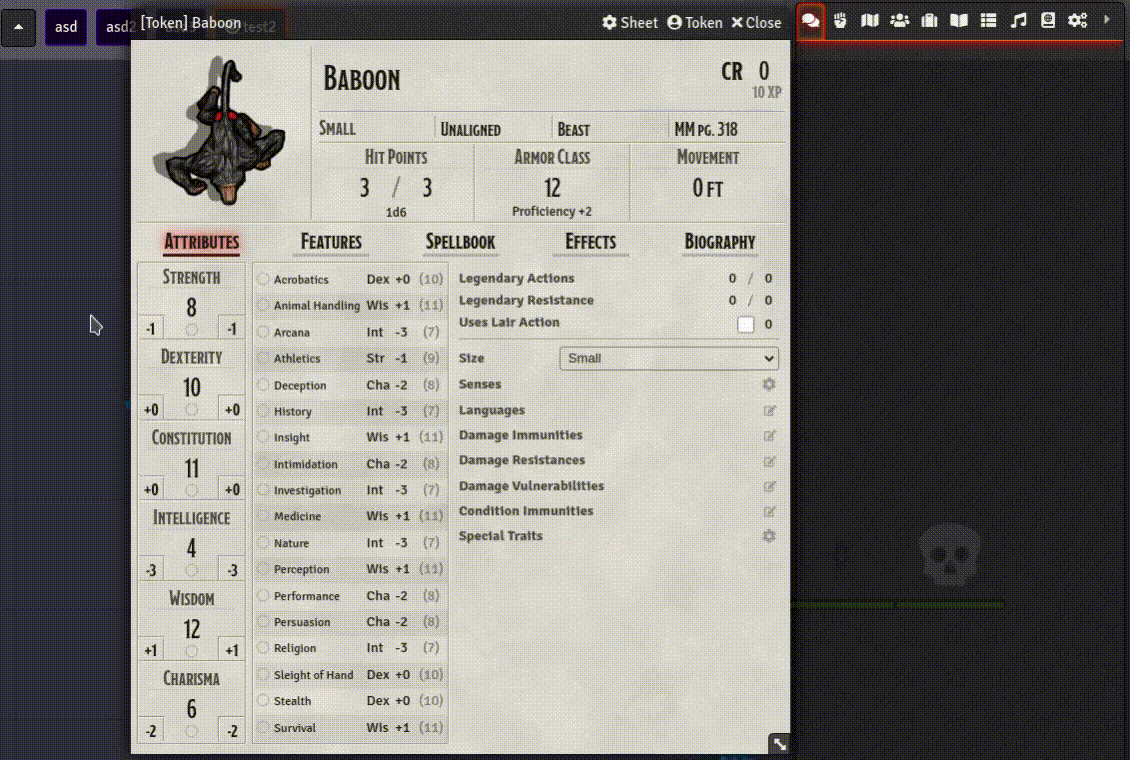 asd
asd2
[Token] Baboon
test2
Sheet
Token
Close
Baboon
CR 0
10 XP
Small
Unaligned
Beast
MM pg. 318
Hit Points
Armor Class
Movement
3 / 3
12
0 ft
1d6
Proficiency +2
Attributes
Features
Spellbook
Effects
Biography
Strength
8
-1 -1
Dexterity
10
+0 +0
Constitution
11
+0 +0
Intelligence
4
-3 -3
Wisdom
12
+1 +1
Charisma
6
-2 -2
Acrobatics Dex +0 (10)
Animal Handling Wis +1 (11)
Arcana Int -3 (7)
Athletics Str -1 (9)
Deception Cha -2 (8)
History Int -3 (7)
Insight Wis +1 (11)
Intimidation Cha -2 (8)
Investigation Int -3 (7)
Medicine Wis +1 (11)
Nature Int -3 (7)
Perception Wis +1 (11)
Performance Cha -2 (8)
Persuasion Cha -2 (8)
Religion Int -3 (7)
Sleight of Hand Dex +0 (10)
Stealth Dex +0 (10)
Survival Wis +1 (11)
Legendary Actions 0 / 0
Legendary Resistance 0 / 0
Uses Lair Action 0
Size Small
Senses
Languages
Damage Immunities
Damage Resistances
Damage Vulnerabilities
Condition Immunities
Special Traits